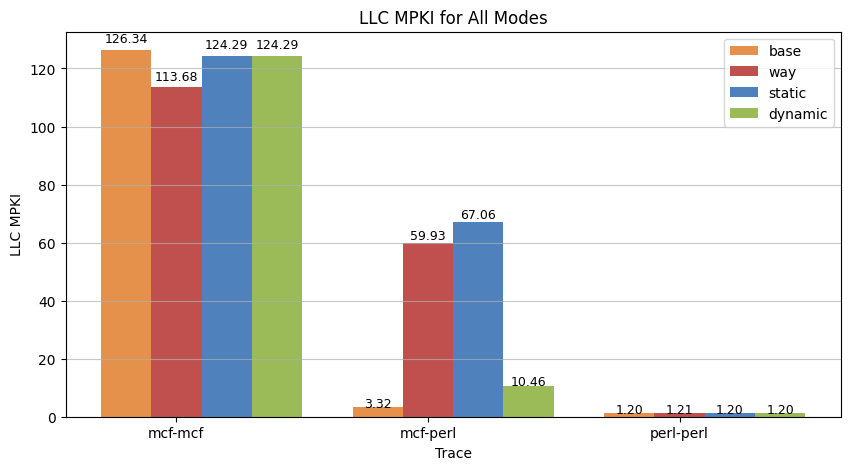 LLC MPKI for All Modes
LLC MPKI
120
100
80
60
40
20
0
126.34
113.68
124.29
124.29
3.32
59.93
67.06
10.46
1.20
1.21
1.20
1.20
base
way
static
dynamic
mcf-mcf
mcf-perl
perl-perl
Trace